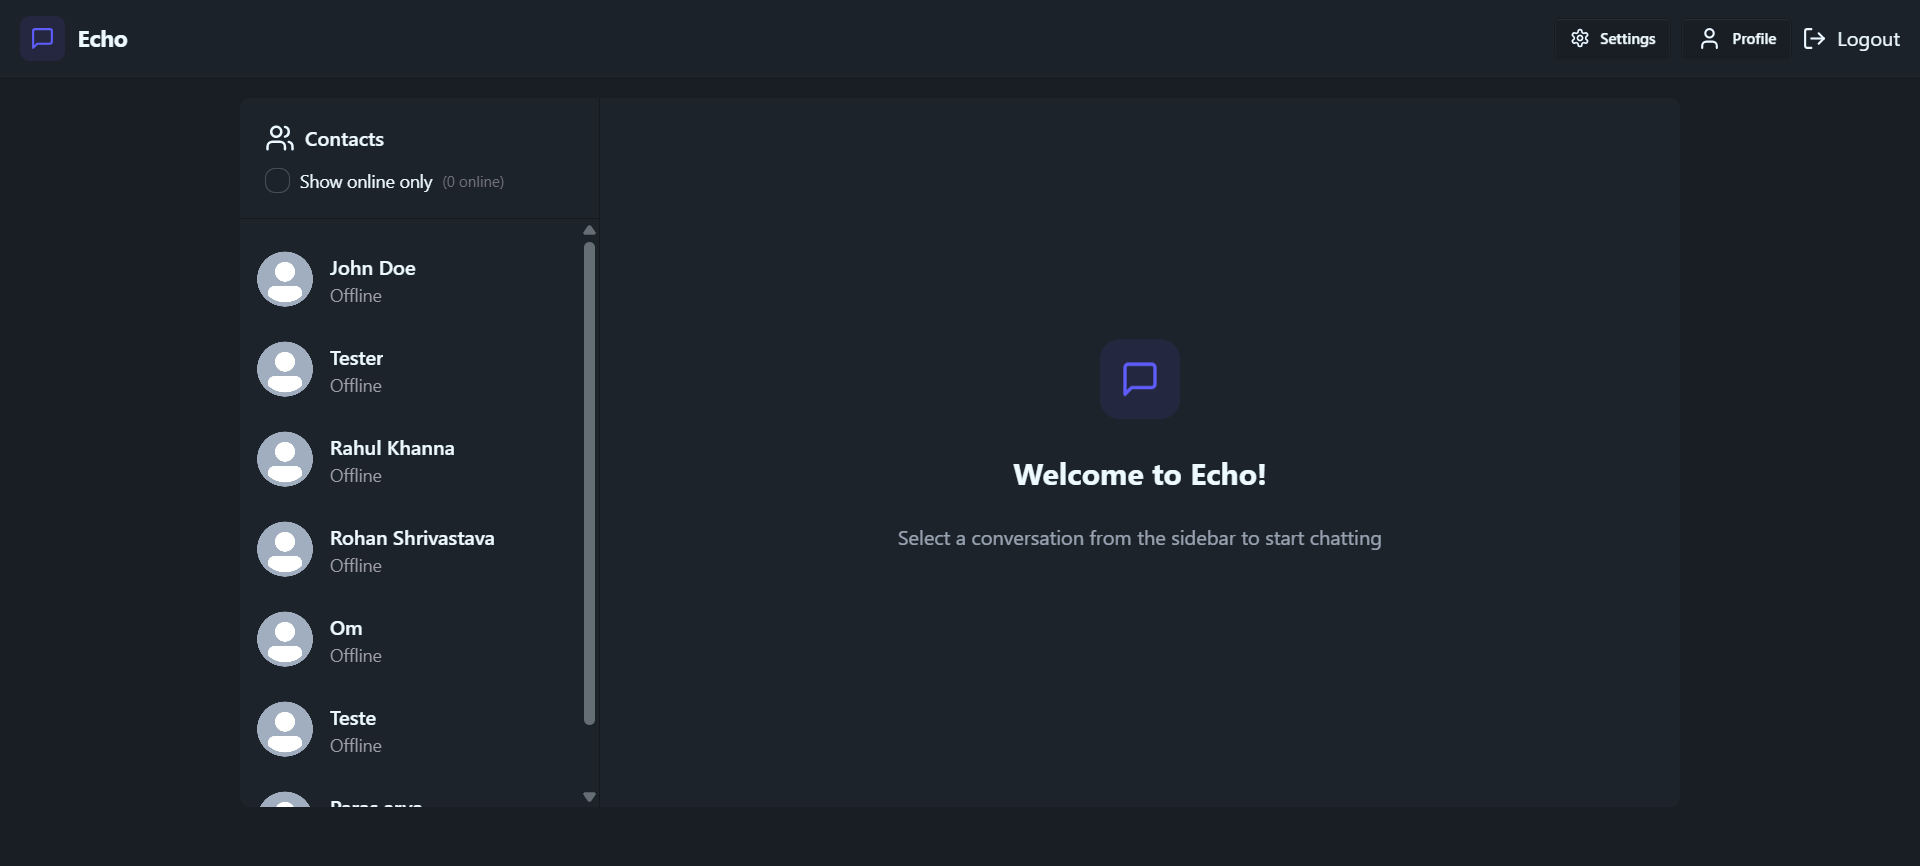 Echo
Settings
Profile
Logout
Contacts
Show online only (0 online)
John Doe
Offline
Tester
Offline
Rahul Khanna
Offline
Rohan Shrivastava
Offline
Om
Offline
Teste
Offline
Welcome to Echo!
Select a conversation from the sidebar to start chatting